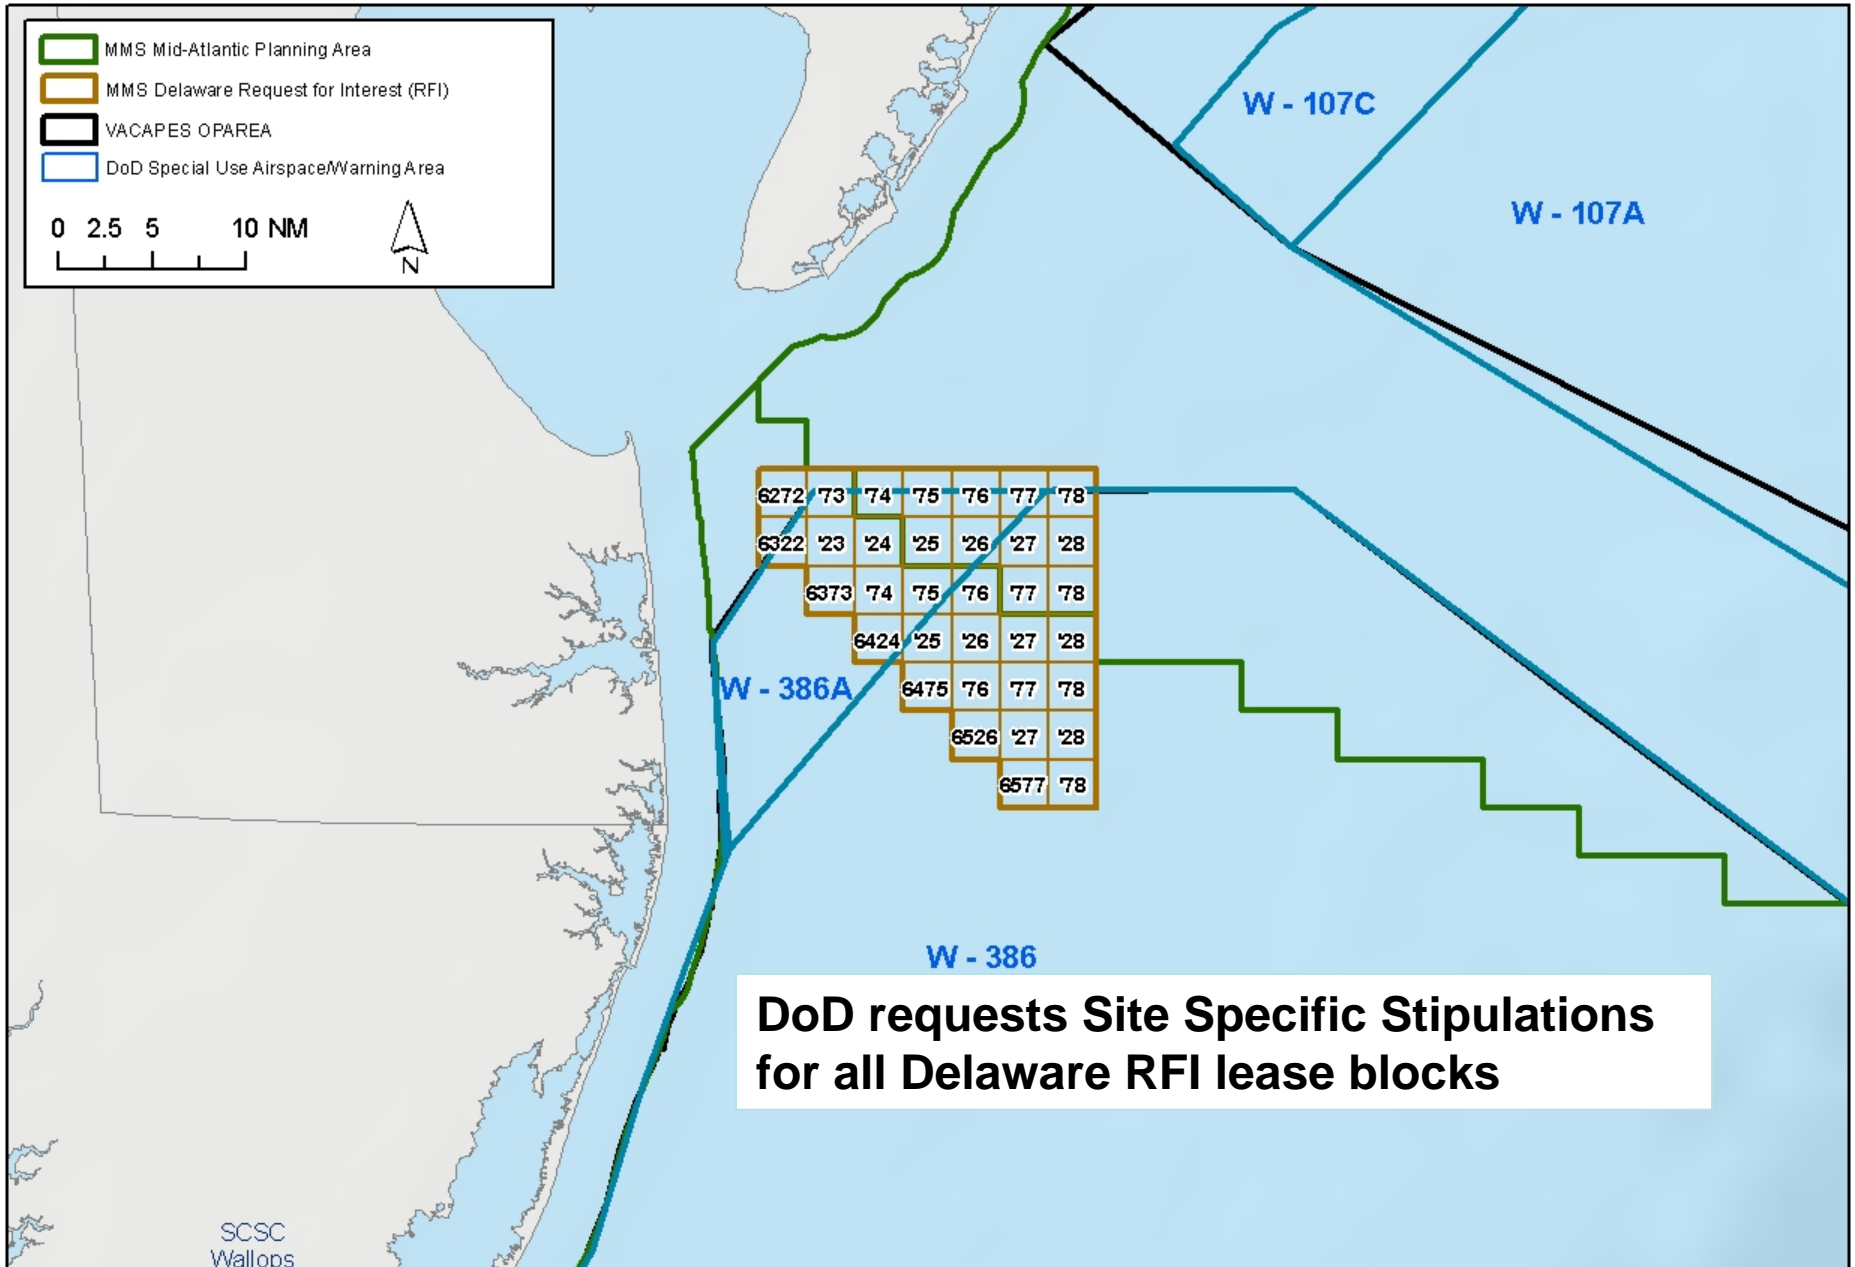 MMS Mid-Atlantic Planning Area
MMS Delaware Request for Interest (RFI)
VACAPES OPAREA
DoD Special Use Airspace/Warning Area
0 2.5 5 10 NM
N
W - 107C
W - 107A
6272 '73 '74 '75 '76 '77 '78
6322 '23 '24 '25 '26 '27 '28
6373 '74 '75 '76 '77 '78
6424 '25 '26 '27 '28
W - 386A
6475 '76 '77 '78
6526 '27 '28
6577 '78
W - 386
DoD requests Site Specific Stipulations
for all Delaware RFI lease blocks
SCSC
Wallops